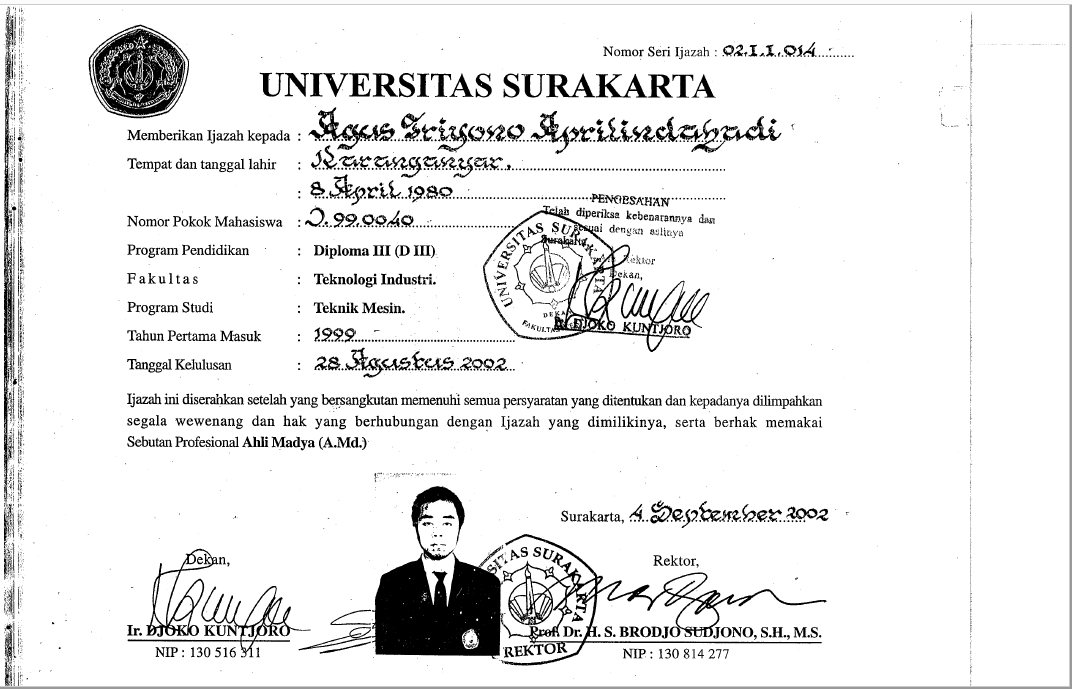 Nomor Seri Ijazah : 02.I.I.014
UNIVERSITAS SURAKARTA
Memberikan Ijazah kepada : Agus Triyono Aprilindahadi
Tempat dan tanggal lahir : Karanganyar.
: 8 April 1980
PENGESAHAN
Telah diperiksa kebenarannya dan
sesuai dengan aslinya
Surakarta,
Nomor Pokok Mahasiswa : D.99.0040
Rektor
Dekan,
Program Pendidikan : Diploma III (D III)
Fakultas : Teknologi Industri.
UNIVERSITAS SURAKARTA
DEKAN
FAKULTAS
Program Studi : Teknik Mesin.
Ir. DJOKO KUNTJORO
Tahun Pertama Masuk : 1999
Tanggal Kelulusan : 28 Agustus 2002
Ijazah ini diserahkan setelah yang bersangkutan memenuhi semua persyaratan yang ditentukan dan kepadanya dilimpahkan
segala wewenang dan hak yang berhubungan dengan Ijazah yang dimilikinya, serta berhak memakai
Sebutan Profesional Ahli Madya (A.Md.)
Surakarta, 4 September 2002
Dekan,
Rektor,
ITAS SURAKARTA
REKTOR
Ir. DJOKO KUNTJORO
NIP : 130 516 311
Prof. Dr. H. S. BRODJO SUDJONO, S.H., M.S.
NIP : 130 814 277